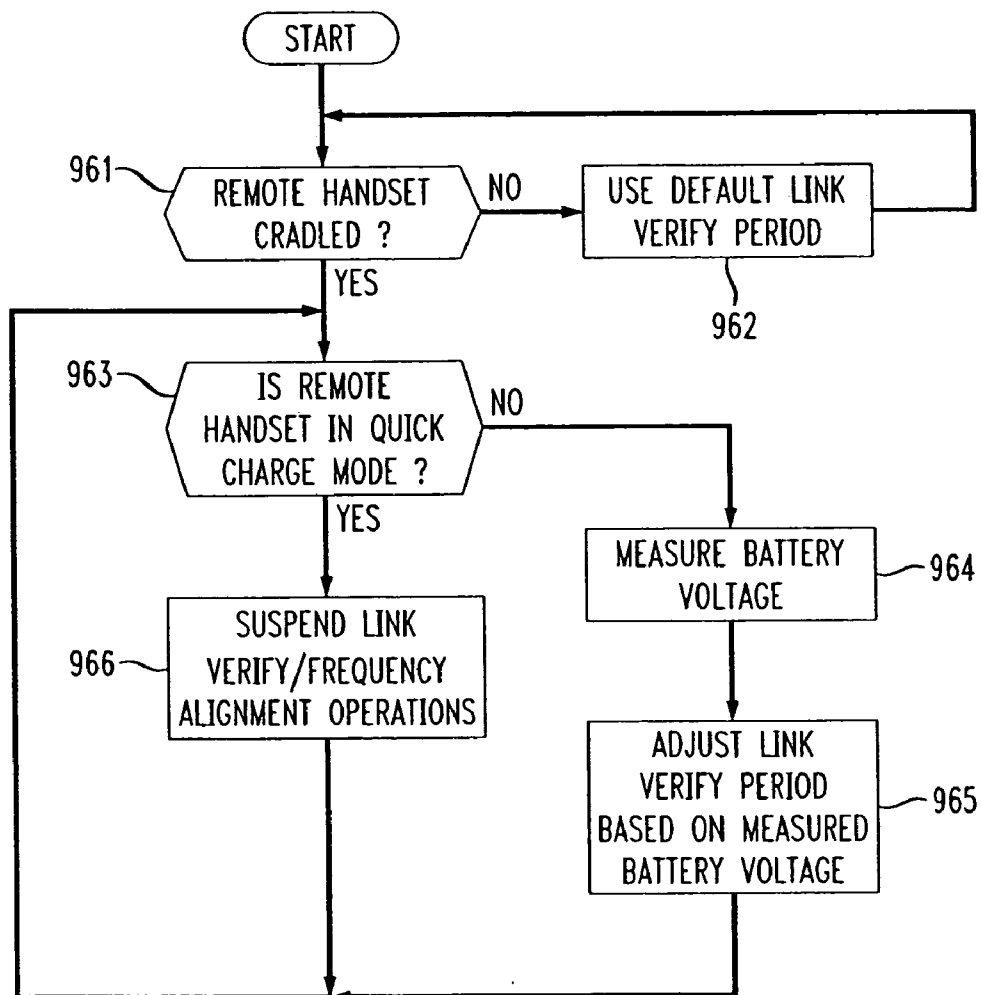 START
961
REMOTE HANDSET
CRADLED ?
NO
USE DEFAULT LINK
VERIFY PERIOD
962
YES
963
IS REMOTE
HANDSET IN QUICK
CHARGE MODE ?
NO
YES
MEASURE BATTERY
VOLTAGE
964
966
SUSPEND LINK
VERIFY/FREQUENCY
ALIGNMENT OPERATIONS
ADJUST LINK
VERIFY PERIOD
BASED ON MEASURED
BATTERY VOLTAGE
965